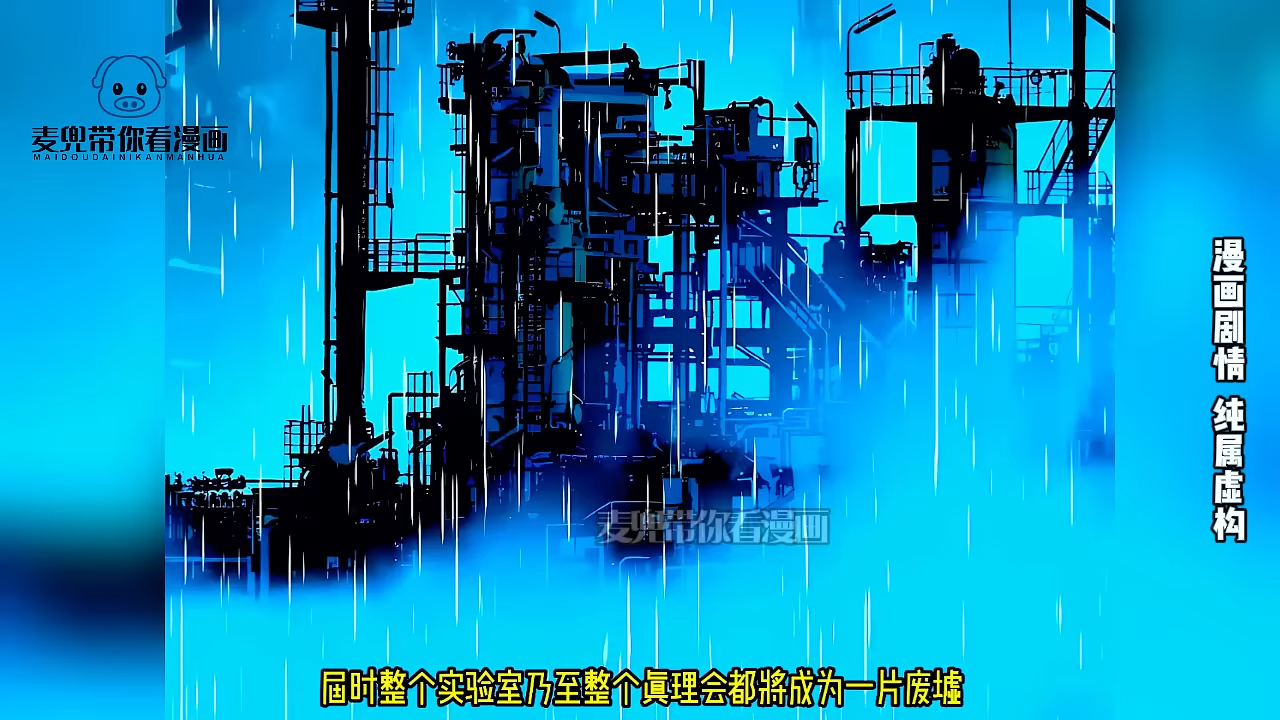 麦兜带你看漫画
MAIDOUDAINIKANMANHUA
漫画剧情 纯属虚构
麦兜带你看漫画
届时整个实验室乃至整个真理会都将成为一片废墟